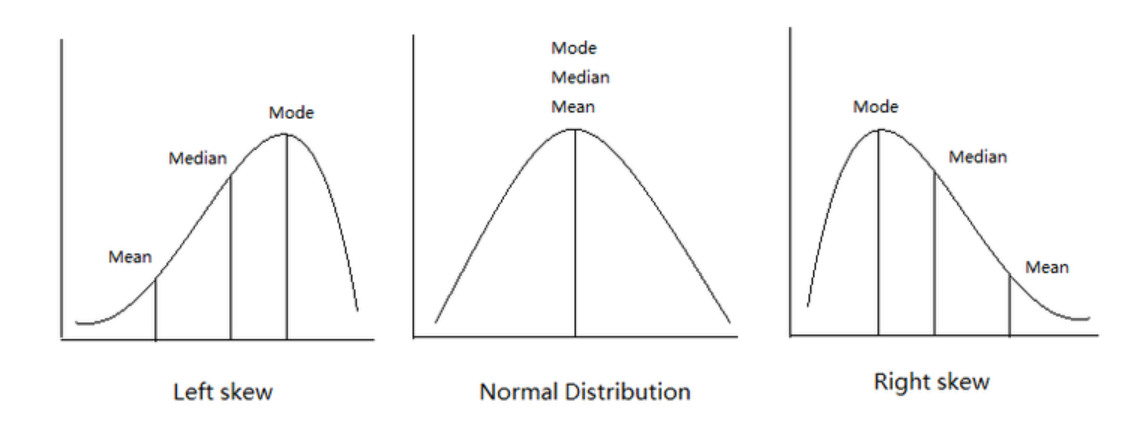 Mode
Median
Mean
Left skew
Mode
Median
Mean
Normal Distribution
Mode
Median
Mean
Right skew